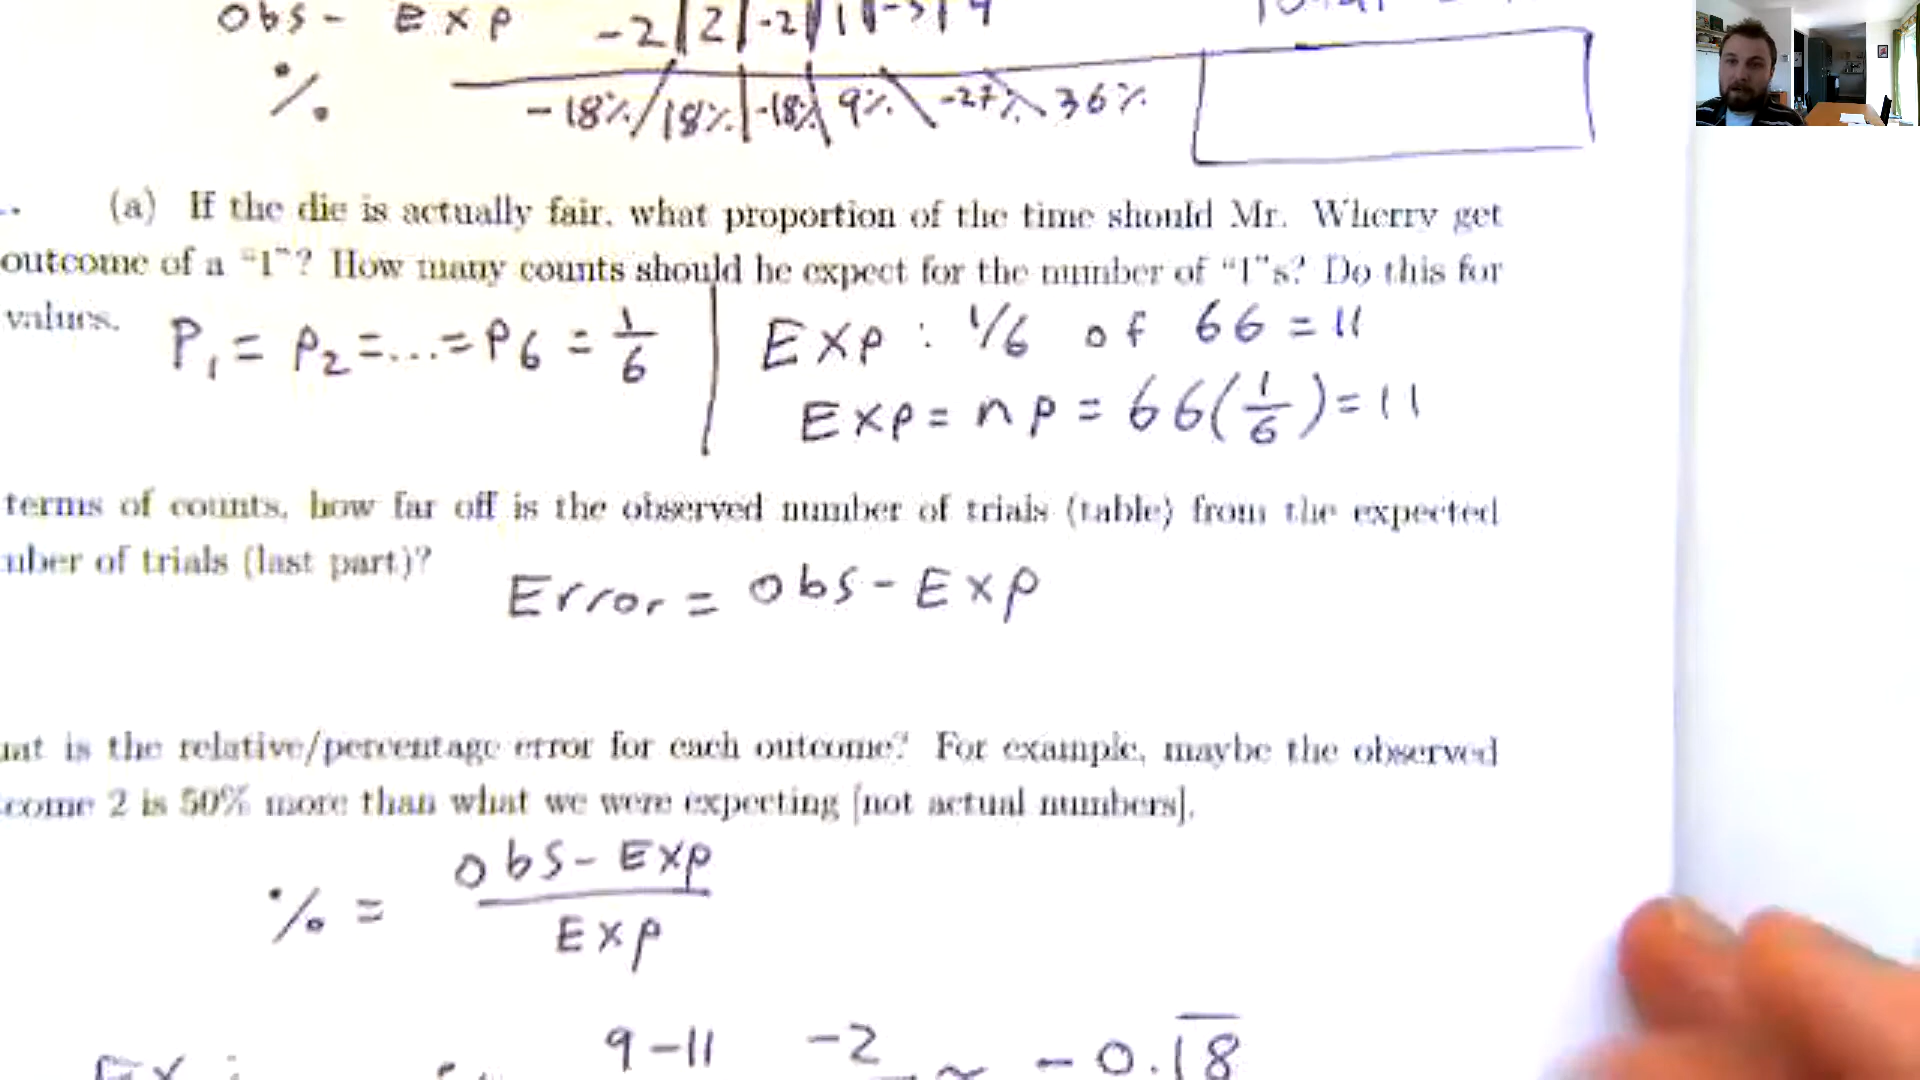 obs - Exp -2 | 2 | -2 | 1 | -3 | 4
% -18% / 18% | -18% \ 9% \ -27% \ 36%
(a) If the die is actually fair, what proportion of the time should Mr. Wherry get
outcome of a “1”? How many counts should he expect for the number of “1”s? Do this for
values.
P₁ = P₂ = ... = P6 = 1/6 | Exp : 1/6 of 66 = 11
Exp = np = 66(1/6) = 11
terms of counts, how far off is the observed number of trials (table) from the expected
nber of trials (last part)?
Error = obs - Exp
at is the relative/percentage error for each outcome? For example, maybe the observed
come 2 is 50% more than what we were expecting [not actual numbers].
% = obs - Exp / Exp
Ex: 9 - 11 -2 ≈ - 0.1̅8̅